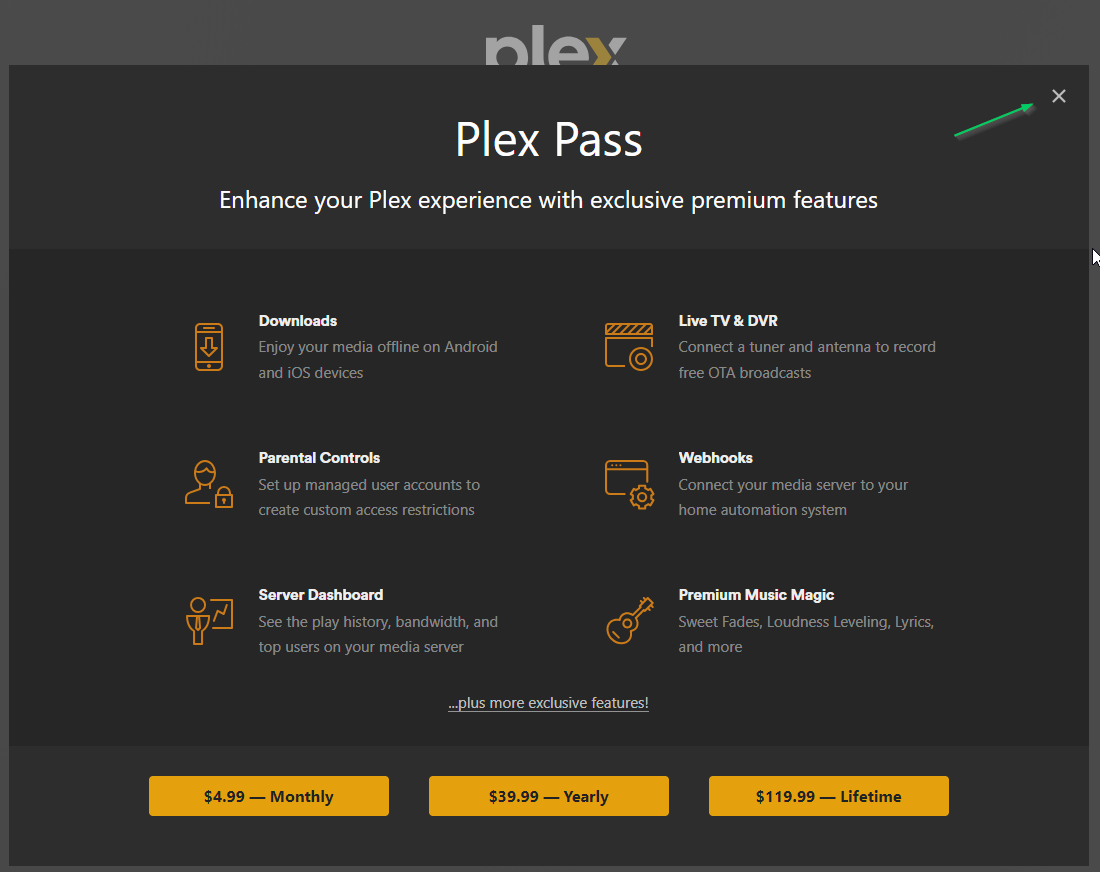 plex
Plex Pass
Enhance your Plex experience with exclusive premium features
Downloads
Enjoy your media offline on Android
and iOS devices
Live TV & DVR
Connect a tuner and antenna to record
free OTA broadcasts
Parental Controls
Set up managed user accounts to
create custom access restrictions
Webhooks
Connect your media server to your
home automation system
Server Dashboard
See the play history, bandwidth, and
top users on your media server
Premium Music Magic
Sweet Fades, Loudness Leveling, Lyrics,
and more
...plus more exclusive features!
$4.99 — Monthly
$39.99 — Yearly
$119.99 — Lifetime